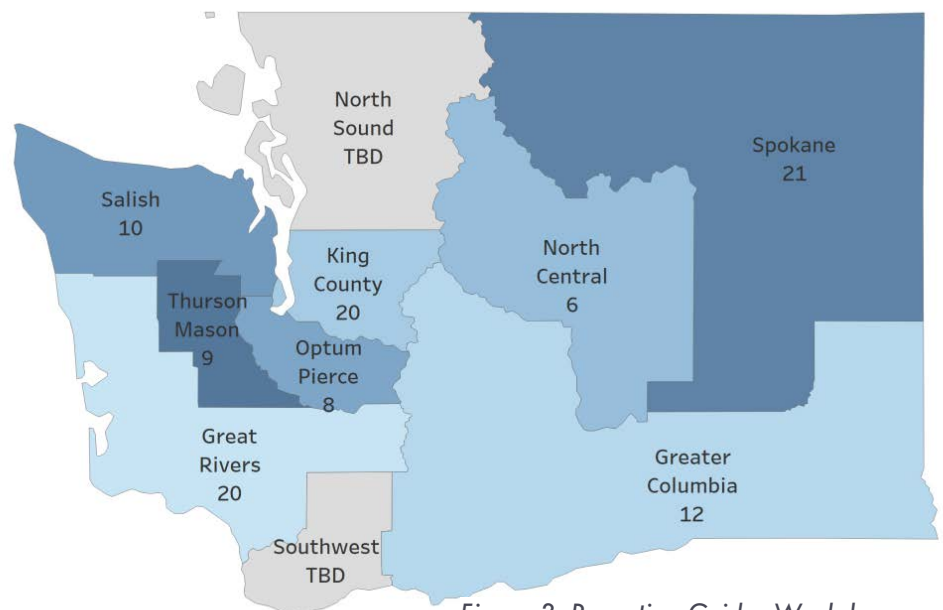 North
Sound
TBD
Spokane
21
Salish
10
King
County
20
North
Central
6
Thurson
Mason
9
Optum
Pierce
8
Great
Rivers
20
Greater
Columbia
12
Southwest
TBD